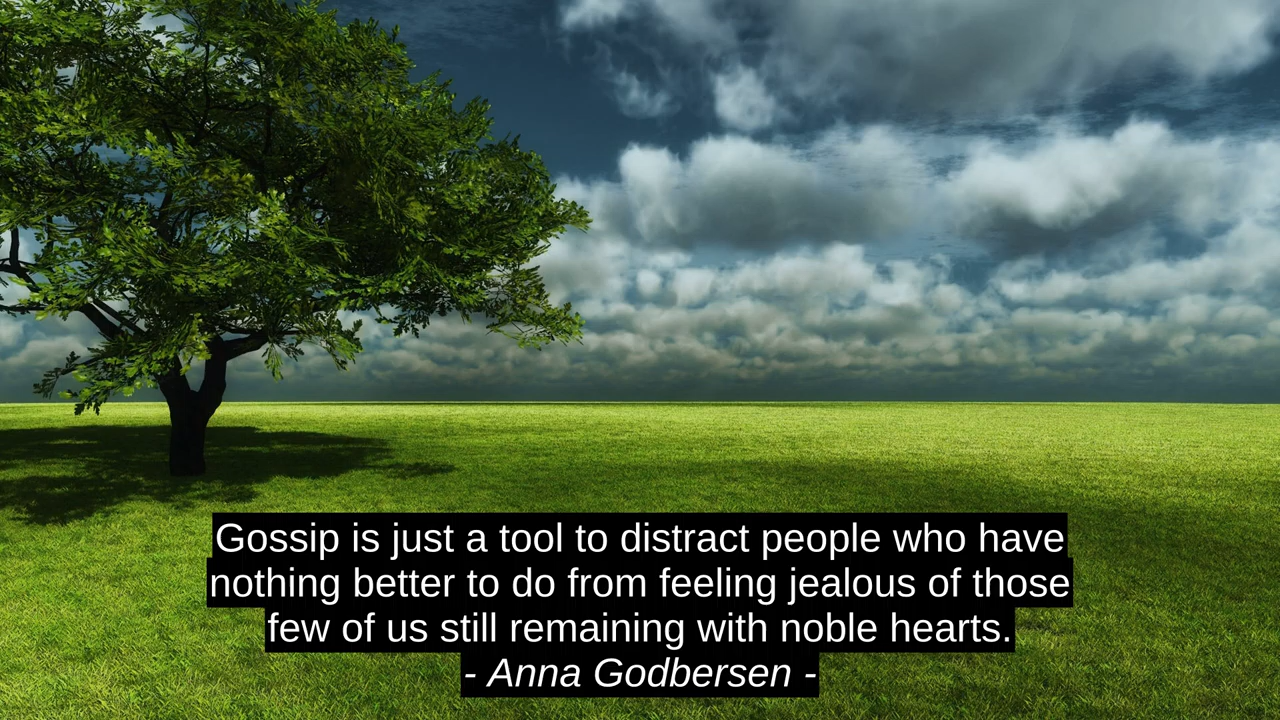 Gossip is just a tool to distract people who have
nothing better to do from feeling jealous of those
few of us still remaining with noble hearts.
- Anna Godbersen -